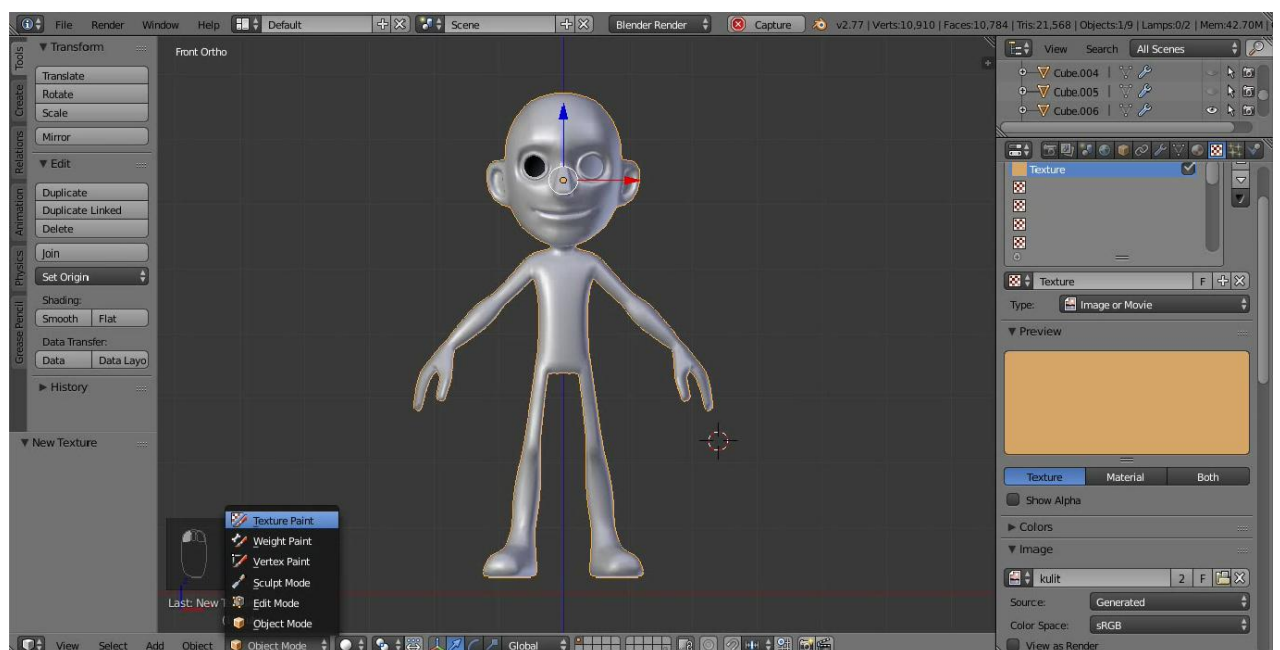 File Render Window Help Default Scene Blender Render Capture v2.77 | Verts:10,910 | Faces:10,784 | Tris:21,568 | Objects:1/9 | Lamps:0/2 | Mem:42.70M |
Tools
Create
Relations
Animation
Physics
Grease Pencil
Transform
Translate
Rotate
Scale
Mirror
Edit
Duplicate
Duplicate Linked
Delete
Join
Set Origin
Shading:
Smooth Flat
Data Transfer:
Data Data Layo
History
New Texture
Front Ortho
Texture Paint
Weight Paint
Vertex Paint
Sculpt Mode
Edit Mode
Object Mode
Last: New T
View Select Add Object Object Mode Global
View Search All Scenes
Cube.004
Cube.005
Cube.006
Texture
Texture F
Type: Image or Movie
Preview
Texture Material Both
Show Alpha
Colors
Image
kulit 2 F
Source: Generated
Color Space: sRGB
View as Render